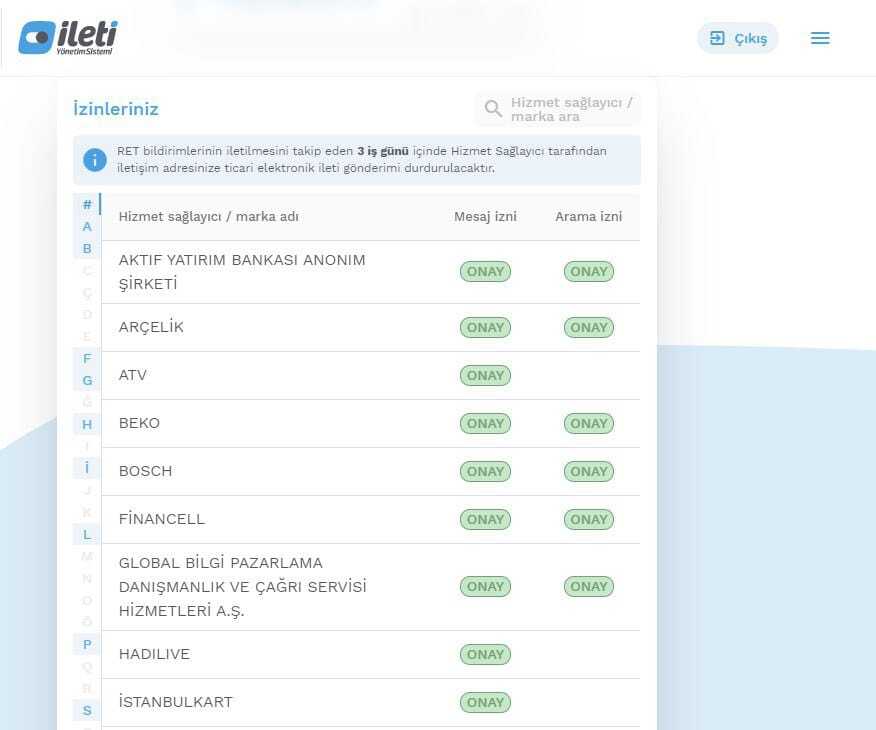 ileti
Yönetim Sistemi
Çıkış
İzinleriniz
Hizmet sağlayıcı /
marka ara
RET bildirimlerinin iletilmesini takip eden 3 iş günü içinde Hizmet Sağlayıcı tarafından
iletişim adresinize ticari elektronik ileti gönderimi durdurulacaktır.
#
A
B
C
Ç
D
E
F
G
Ğ
H
I
İ
J
K
L
M
N
O
Ö
P
Q
R
S
Hizmet sağlayıcı / marka adı Mesaj izni Arama izni
AKTIF YATIRIM BANKASI ANONIM
ŞİRKETİ ONAY ONAY
ARÇELİK ONAY ONAY
ATV ONAY
BEKO ONAY ONAY
BOSCH ONAY ONAY
FİNANCELL ONAY ONAY
GLOBAL BİLGİ PAZARLAMA
DANIŞMANLIK VE ÇAĞRI SERVİSİ ONAY ONAY
HİZMETLERİ A.Ş.
HADILIVE ONAY
İSTANBULKART ONAY